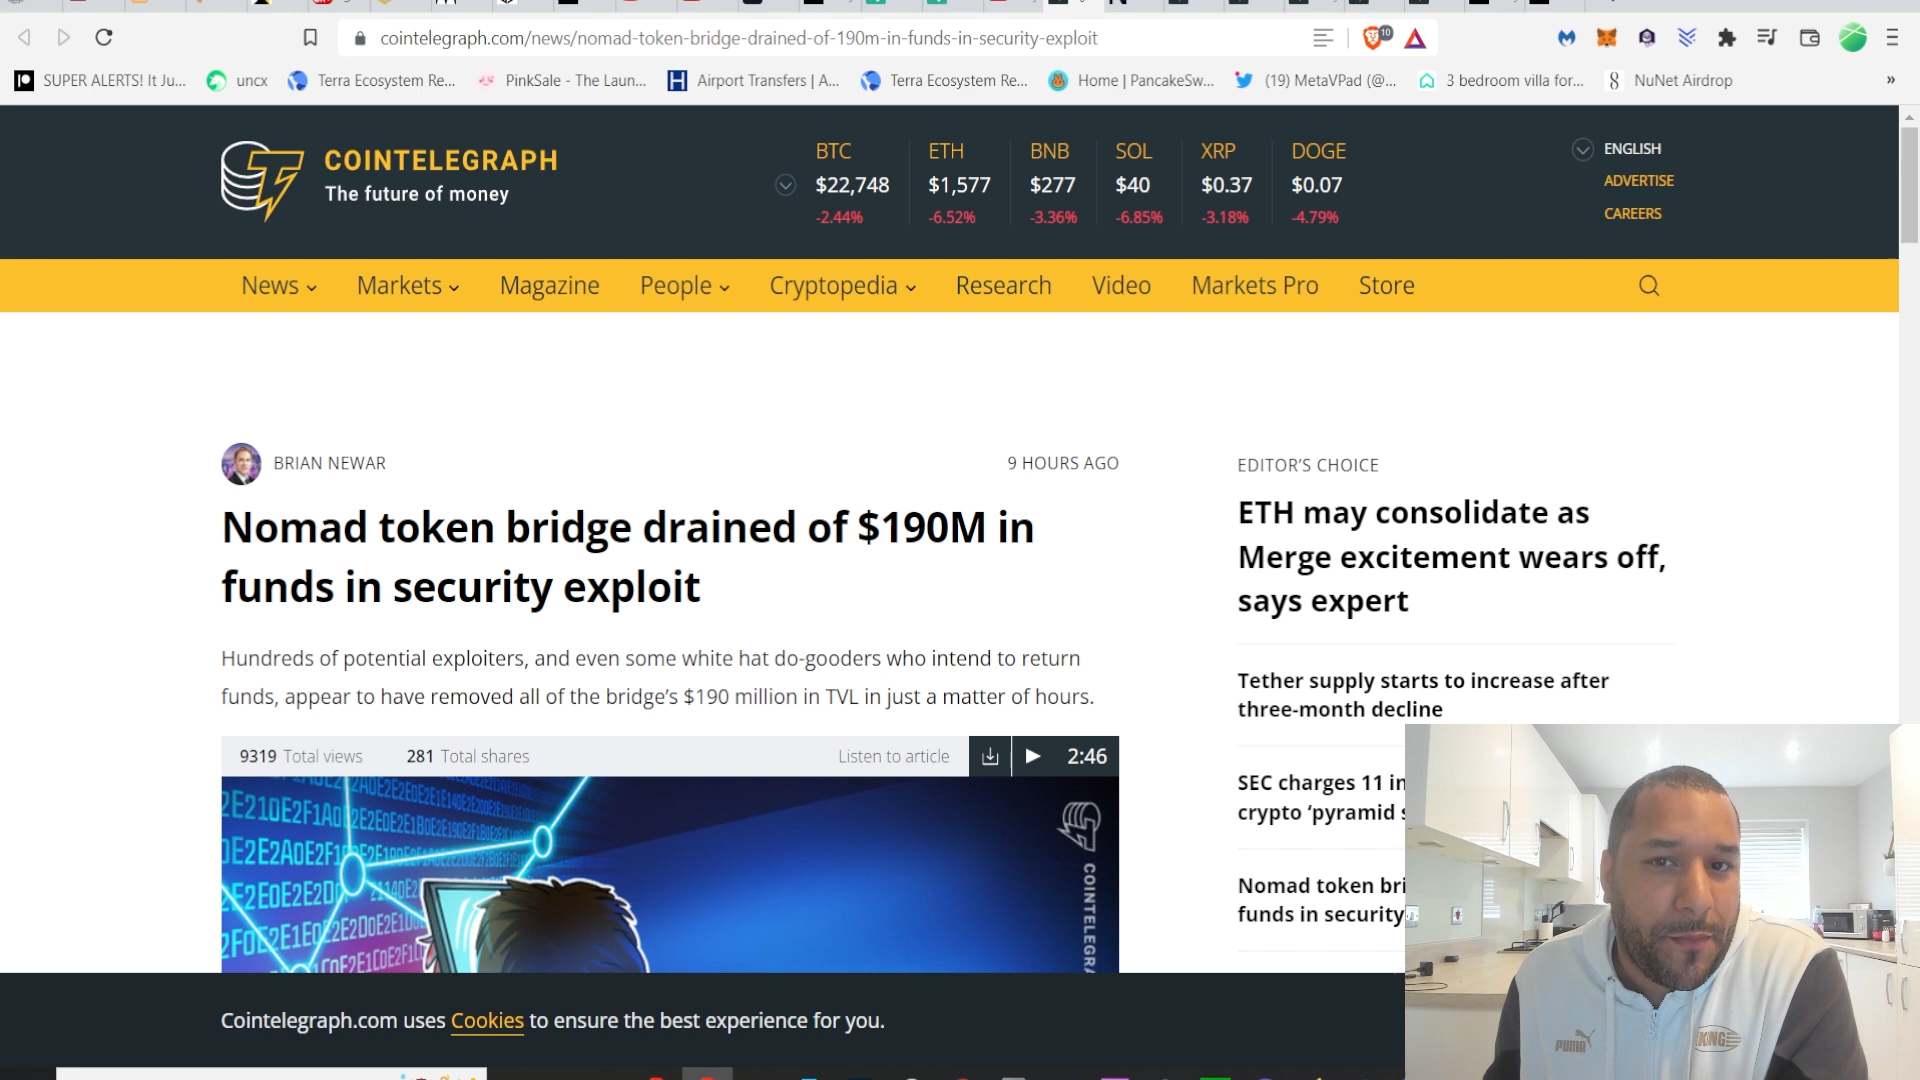 cointelegraph.com/news/nomad-token-bridge-drained-of-190m-in-funds-in-security-exploit
10
SUPER ALERTS! It Ju... uncx Terra Ecosystem Re... PinkSale - The Laun... Airport Transfers | A... Terra Ecosystem Re... Home | PancakeSw... (19) MetaVPad (@... 3 bedroom villa for... NuNet Airdrop »
COINTELEGRAPH
The future of money
BTC ETH BNB SOL XRP DOGE
$22,748 $1,577 $277 $40 $0.37 $0.07
-2.44% -6.52% -3.36% -6.85% -3.18% -4.79%
ENGLISH
ADVERTISE
CAREERS
News Markets Magazine People Cryptopedia Research Video Markets Pro Store
BRIAN NEWAR 9 HOURS AGO
Nomad token bridge drained of $190M in
funds in security exploit
Hundreds of potential exploiters, and even some white hat do-gooders who intend to return
funds, appear to have removed all of the bridge’s $190 million in TVL in just a matter of hours.
9319 Total views 281 Total shares Listen to article 2:46
COINTELEGRA
EDITOR’S CHOICE
ETH may consolidate as
Merge excitement wears off,
says expert
Tether supply starts to increase after
three-month decline
SEC charges 11 in
crypto ‘pyramid s
Nomad token bri
funds in security
PUMA
KING
Cointelegraph.com uses Cookies to ensure the best experience for you.